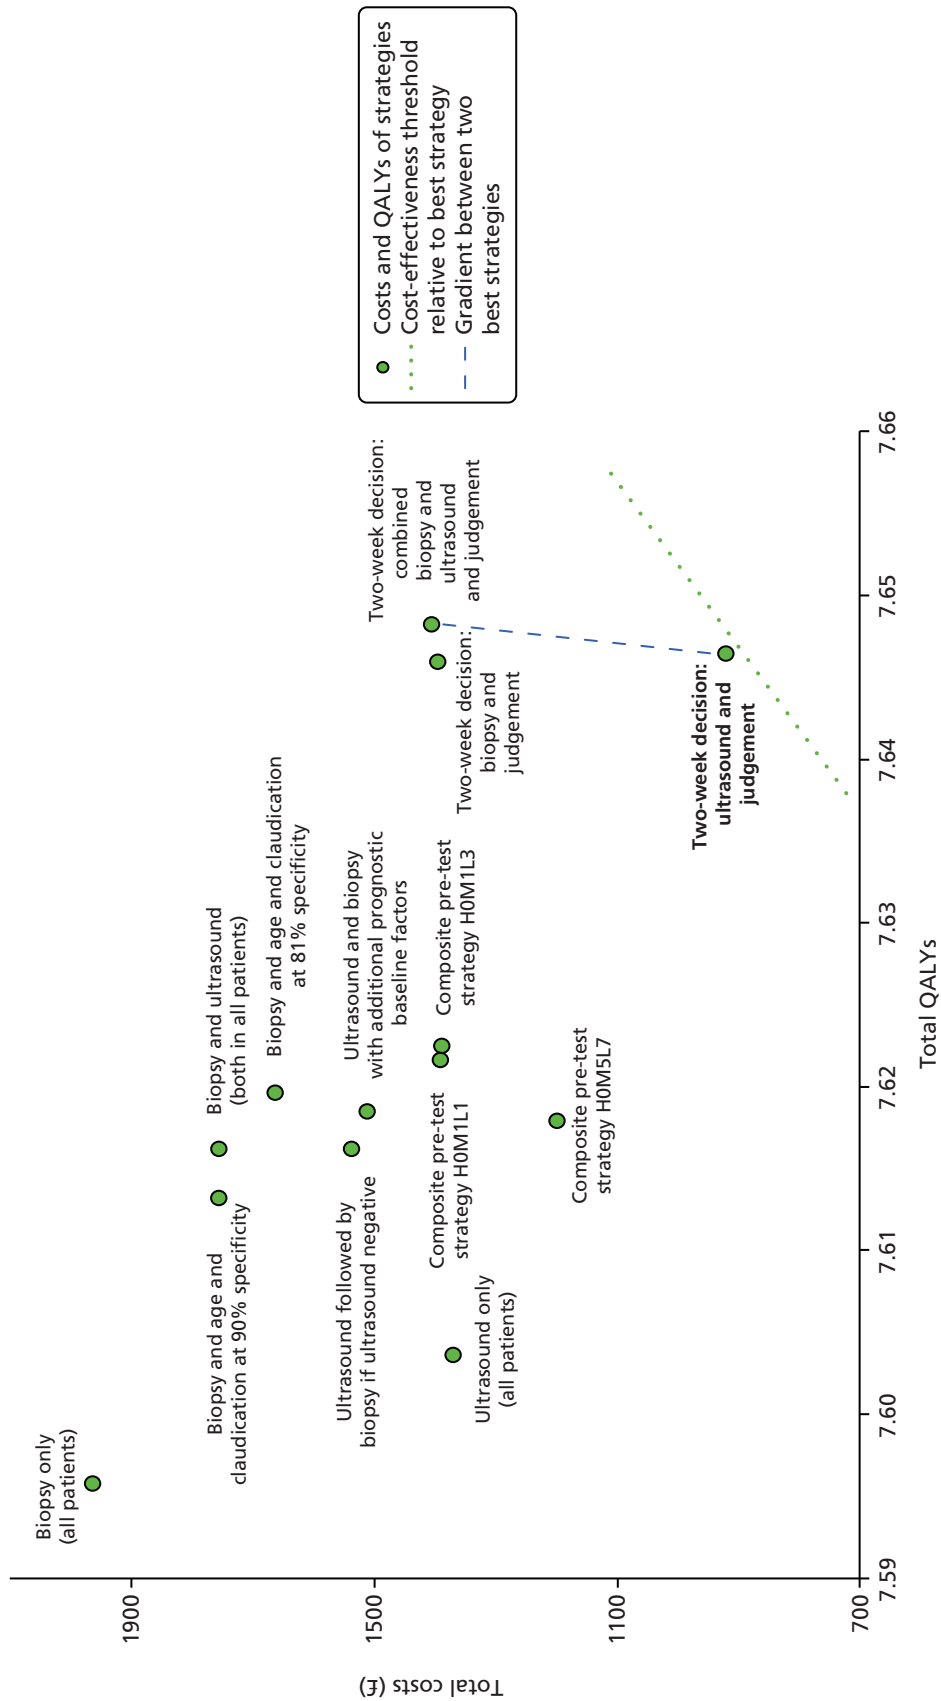 Total costs (£)
1900
1500
1100
700
7.59
7.60
7.61
7.62
7.63
7.64
7.65
7.66
Total QALYs
Biopsy only
(all patients)
Biopsy and age and
claudication at 90% specificity
Biopsy and ultrasound
(both in all patients)
Biopsy and age and claudication
at 81% specificity
Ultrasound followed by
biopsy if ultrasound negative
Ultrasound and biopsy
with additional prognostic
baseline factors
Composite pre-test
strategy H0M1L1
Composite pre-test
strategy H0M1L3
Ultrasound only
(all patients)
Composite pre-test
strategy H0M5L7
Two-week decision:
combined
biopsy and
ultrasound
and judgement
Two-week decision:
biopsy and
judgement
Two-week decision:
ultrasound and
judgement
Costs and QALYs of strategies
Cost-effectiveness threshold
relative to best strategy
Gradient between two
best strategies